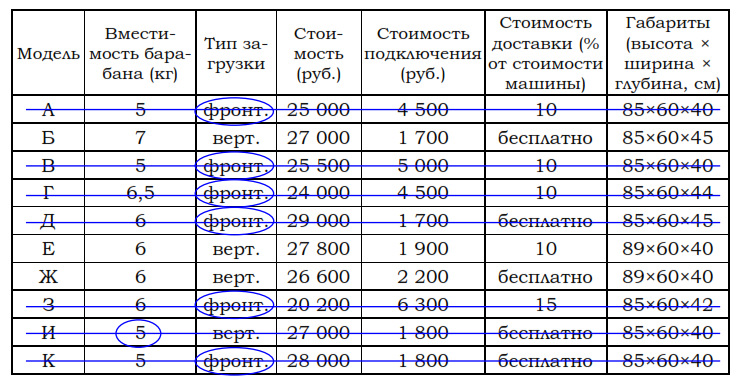 Модель Вмести-мость бара-бана (кг) Тип за-грузки Стои-мость (руб.) Стоимость подключения (руб.) Стоимость доставки (% от стоимости машины) Габариты (высота × ширина × глубина, см)
А 5 фронт. 25 000 4 500 10 85×60×40
Б 7 верт. 27 000 1 700 бесплатно 85×60×45
В 5 фронт. 25 500 5 000 10 85×60×40
Г 6,5 фронт. 24 000 4 500 10 85×60×44
Д 6 фронт. 29 000 1 700 бесплатно 85×60×45
Е 6 верт. 27 800 1 900 10 89×60×40
Ж 6 верт. 26 600 2 200 бесплатно 89×60×40
З 6 фронт. 20 200 6 300 15 85×60×42
И 5 верт. 27 000 1 800 бесплатно 85×60×40
К 5 фронт. 28 000 1 800 бесплатно 85×60×40